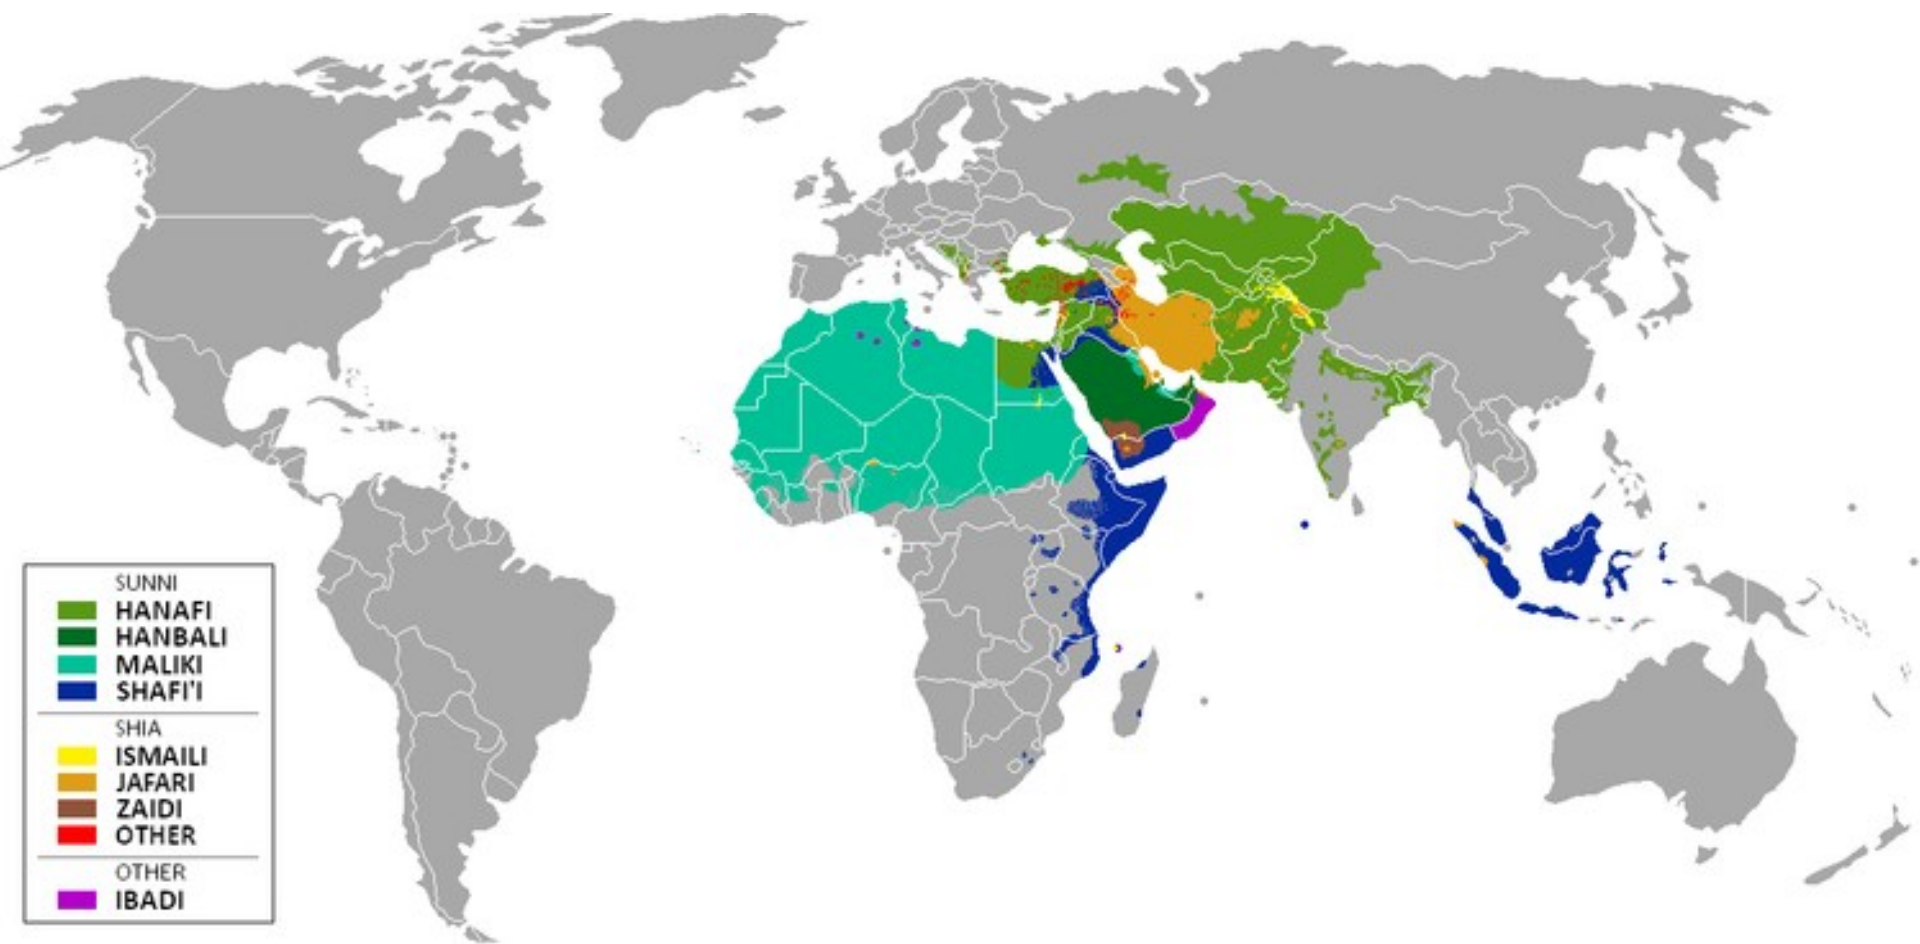 SUNNI
HANAFI
HANBALI
MALIKI
SHAFI'I
SHIA
ISMAILI
JAFARI
ZAIDI
OTHER
OTHER
IBADI